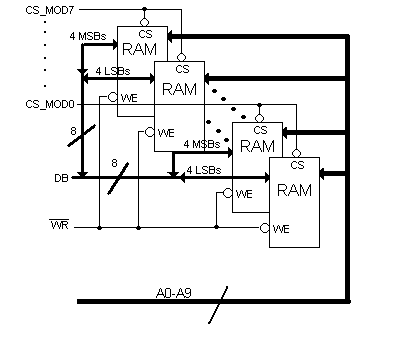 CS_MOD7
4 MSBs
CS
RAM
4 LSBs
CS
RAM
WE
CS_MOD0
8
WE
4 MSBs
CS
RAM
CS
8
4 LSBs
DB
RAM
WE
WR
WE
A0-A9